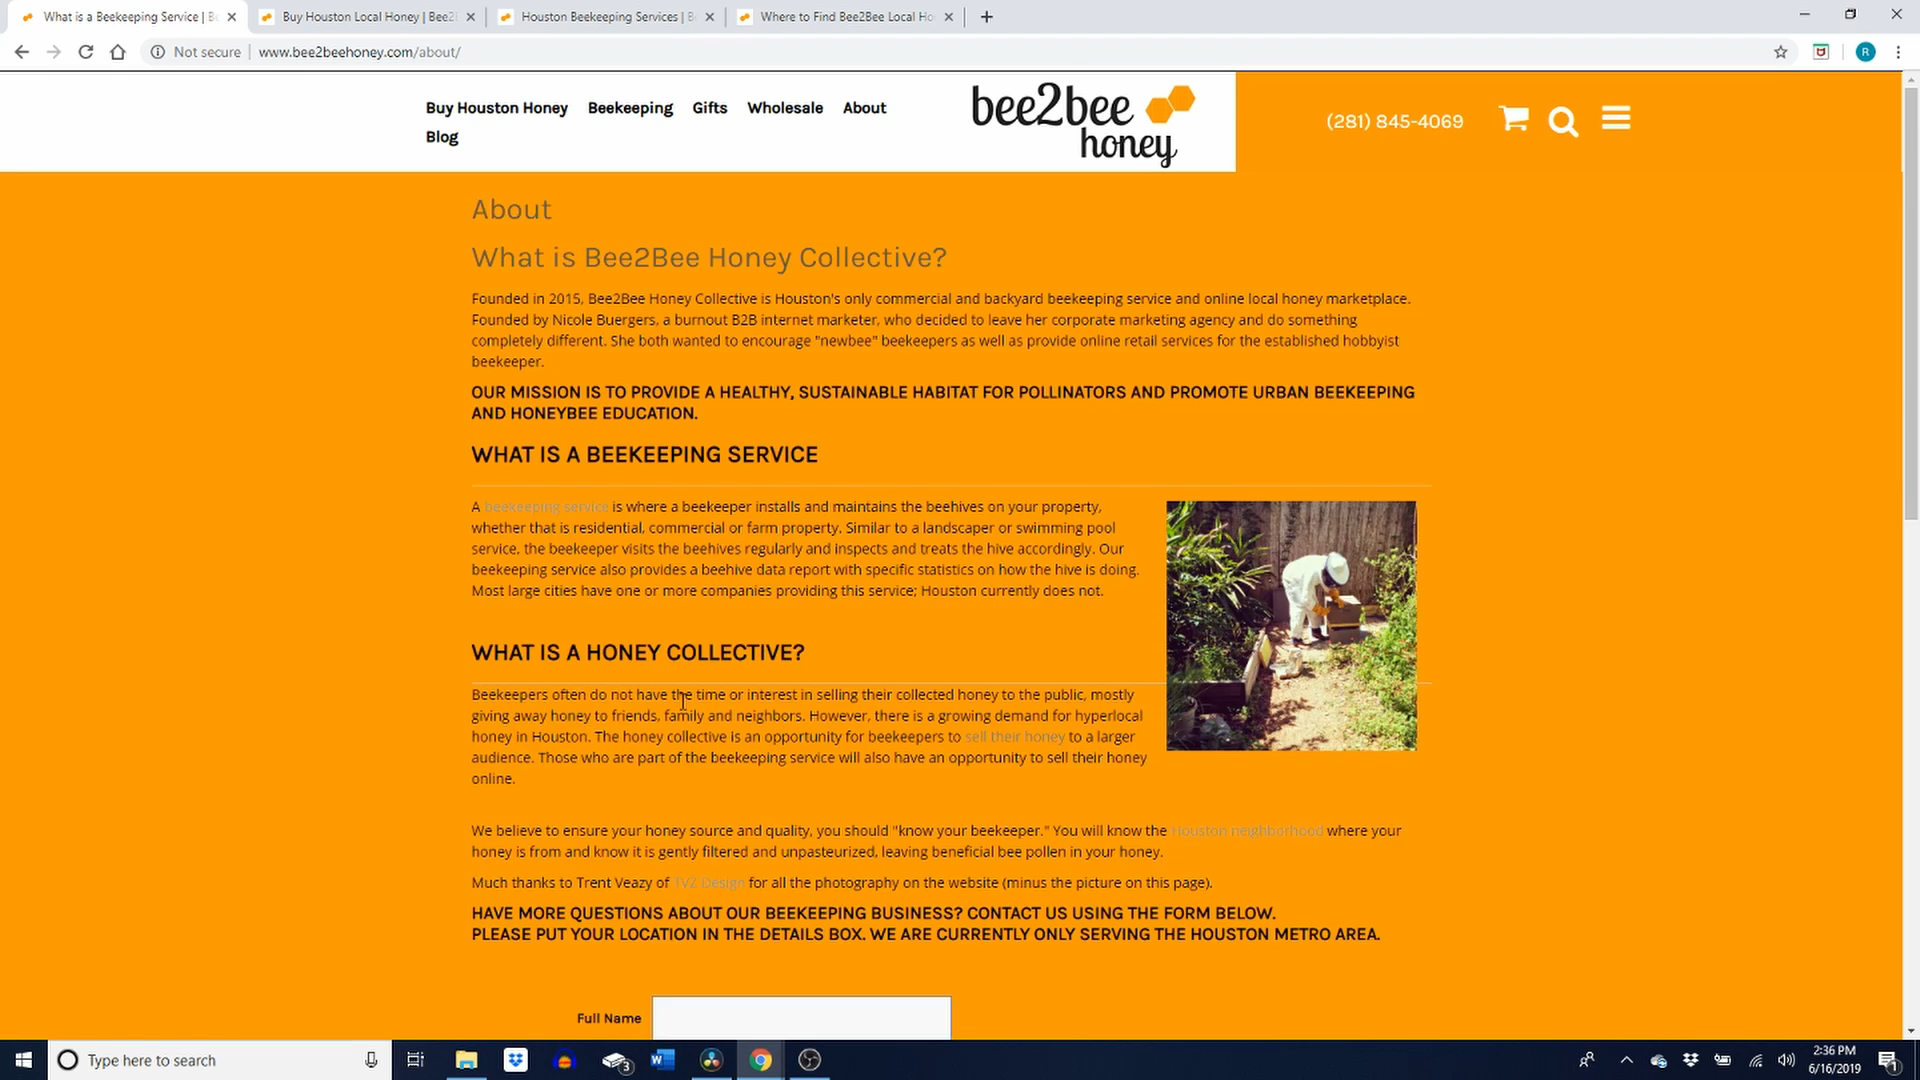 What is a Beekeeping Service | B
Buy Houston Local Honey | Bee2
Houston Beekeeping Services | B
Where to Find Bee2Bee Local Ho
Not secure
www.bee2beehoney.com/about/
R
Buy Houston Honey Beekeeping Gifts Wholesale About
Blog
bee2bee
honey
(281) 845-4069
About
What is Bee2Bee Honey Collective?
Founded in 2015, Bee2Bee Honey Collective is Houston's only commercial and backyard beekeeping service and online local honey marketplace.
Founded by Nicole Buergers, a burnout B2B internet marketer, who decided to leave her corporate marketing agency and do something
completely different. She both wanted to encourage "newbee" beekeepers as well as provide online retail services for the established hobbyist
beekeeper.
OUR MISSION IS TO PROVIDE A HEALTHY, SUSTAINABLE HABITAT FOR POLLINATORS AND PROMOTE URBAN BEEKEEPING
AND HONEYBEE EDUCATION.
WHAT IS A BEEKEEPING SERVICE
A beekeeping service is where a beekeeper installs and maintains the beehives on your property,
whether that is residential, commercial or farm property. Similar to a landscaper or swimming pool
service, the beekeeper visits the beehives regularly and inspects and treats the hive accordingly. Our
beekeeping service also provides a beehive data report with specific statistics on how the hive is doing.
Most large cities have one or more companies providing this service; Houston currently does not.
WHAT IS A HONEY COLLECTIVE?
Beekeepers often do not have the time or interest in selling their collected honey to the public, mostly
giving away honey to friends, family and neighbors. However, there is a growing demand for hyperlocal
honey in Houston. The honey collective is an opportunity for beekeepers to sell their honey to a larger
audience. Those who are part of the beekeeping service will also have an opportunity to sell their honey
online.
We believe to ensure your honey source and quality, you should "know your beekeeper." You will know the Houston neighborhood where your
honey is from and know it is gently filtered and unpasteurized, leaving beneficial bee pollen in your honey.
Much thanks to Trent Veazy of TVZ Design for all the photography on the website (minus the picture on this page).
HAVE MORE QUESTIONS ABOUT OUR BEEKEEPING BUSINESS? CONTACT US USING THE FORM BELOW.
PLEASE PUT YOUR LOCATION IN THE DETAILS BOX. WE ARE CURRENTLY ONLY SERVING THE HOUSTON METRO AREA.
Full Name
Type here to search
3
W
2:36 PM
6/16/2019
1